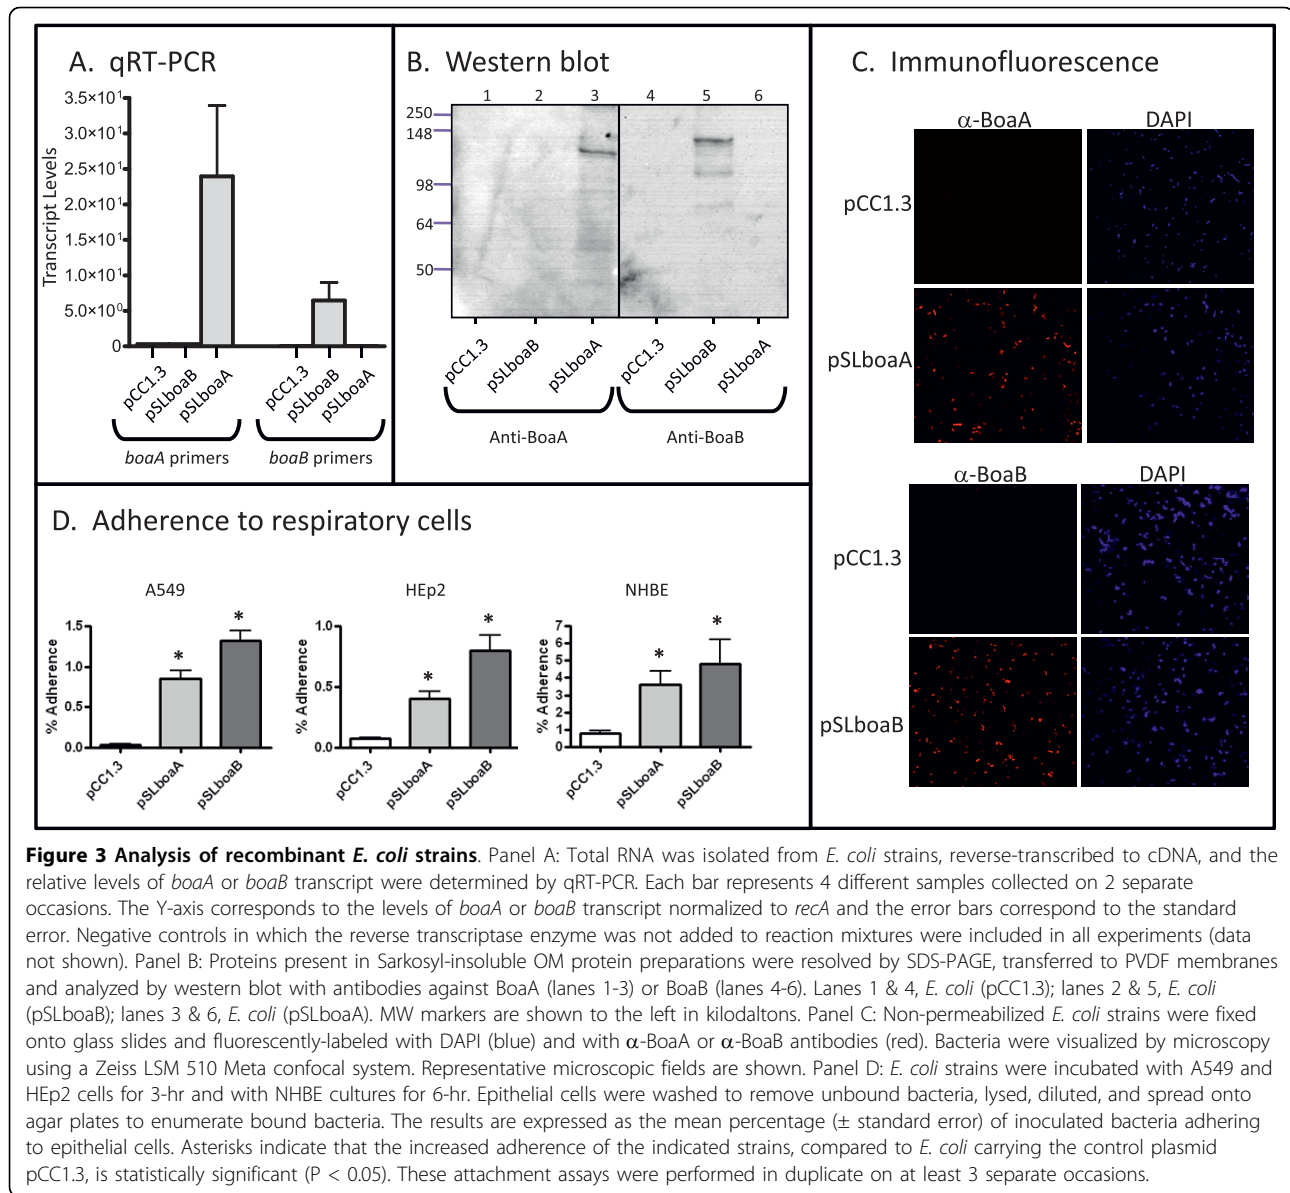 A. qRT-PCR
Transcript Levels
3.5×10¹
3.0×10¹
2.5×10¹
2.0×10¹
1.5×10¹
1.0×10¹
5.0×10⁰
0
pCC1.3
pSLboaB
pSLboaA
pCC1.3
pSLboaB
pSLboaA
boaA primers
boaB primers
B. Western blot
1 2 3 4 5 6
250
148
98
64
50
pCC1.3
pSLboaB
pSLboaA
pCC1.3
pSLboaB
pSLboaA
Anti-BoaA
Anti-BoaB
C. Immunofluorescence
α-BoaA DAPI
pCC1.3
pSLboaA
α-BoaB DAPI
pCC1.3
pSLboaB
D. Adherence to respiratory cells
A549
% Adherence
1.5
1.0
0.5
0.0
*
*
pCC1.3
pSLboaA
pSLboaB
HEp2
% Adherence
1.0
0.5
0.0
*
*
pCC1.3
pSLboaA
pSLboaB
NHBE
% Adherence
7
6
5
4
3
2
1
0
*
*
pCC1.3
pSLboaA
pSLboaB
Figure 3 Analysis of recombinant E. coli strains. Panel A: Total RNA was isolated from E. coli strains, reverse-transcribed to cDNA, and the
relative levels of boaA or boaB transcript were determined by qRT-PCR. Each bar represents 4 different samples collected on 2 separate
occasions. The Y-axis corresponds to the levels of boaA or boaB transcript normalized to recA and the error bars correspond to the standard
error. Negative controls in which the reverse transcriptase enzyme was not added to reaction mixtures were included in all experiments (data
not shown). Panel B: Proteins present in Sarkosyl-insoluble OM protein preparations were resolved by SDS-PAGE, transferred to PVDF membranes
and analyzed by western blot with antibodies against BoaA (lanes 1-3) or BoaB (lanes 4-6). Lanes 1 & 4, E. coli (pCC1.3); lanes 2 & 5, E. coli
(pSLboaB); lanes 3 & 6, E. coli (pSLboaA). MW markers are shown to the left in kilodaltons. Panel C: Non-permeabilized E. coli strains were fixed
onto glass slides and fluorescently-labeled with DAPI (blue) and with α-BoaA or α-BoaB antibodies (red). Bacteria were visualized by microscopy
using a Zeiss LSM 510 Meta confocal system. Representative microscopic fields are shown. Panel D: E. coli strains were incubated with A549 and
HEp2 cells for 3-hr and with NHBE cultures for 6-hr. Epithelial cells were washed to remove unbound bacteria, lysed, diluted, and spread onto
agar plates to enumerate bound bacteria. The results are expressed as the mean percentage (± standard error) of inoculated bacteria adhering
to epithelial cells. Asterisks indicate that the increased adherence of the indicated strains, compared to E. coli carrying the control plasmid
pCC1.3, is statistically significant (P < 0.05). These attachment assays were performed in duplicate on at least 3 separate occasions.